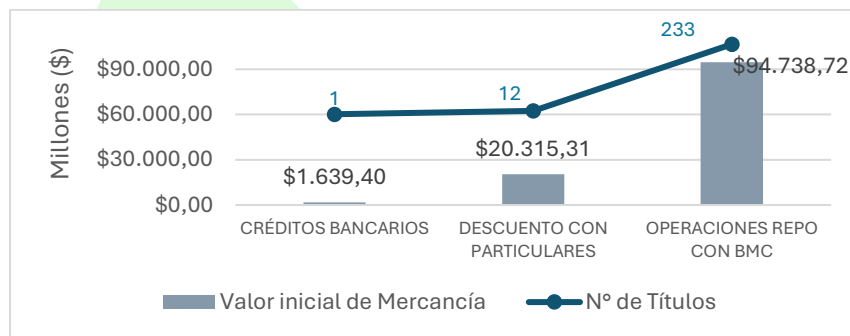 Millones ($)
$90.000,00
$60.000,00
$30.000,00
$0,00
1
12
233
$1.639,40
$20.315,31
$94.738,72
CRÉDITOS BANCARIOS
DESCUENTO CON
PARTICULARES
OPERACIONES REPO
CON BMC
Valor inicial de Mercancía
N° de Títulos